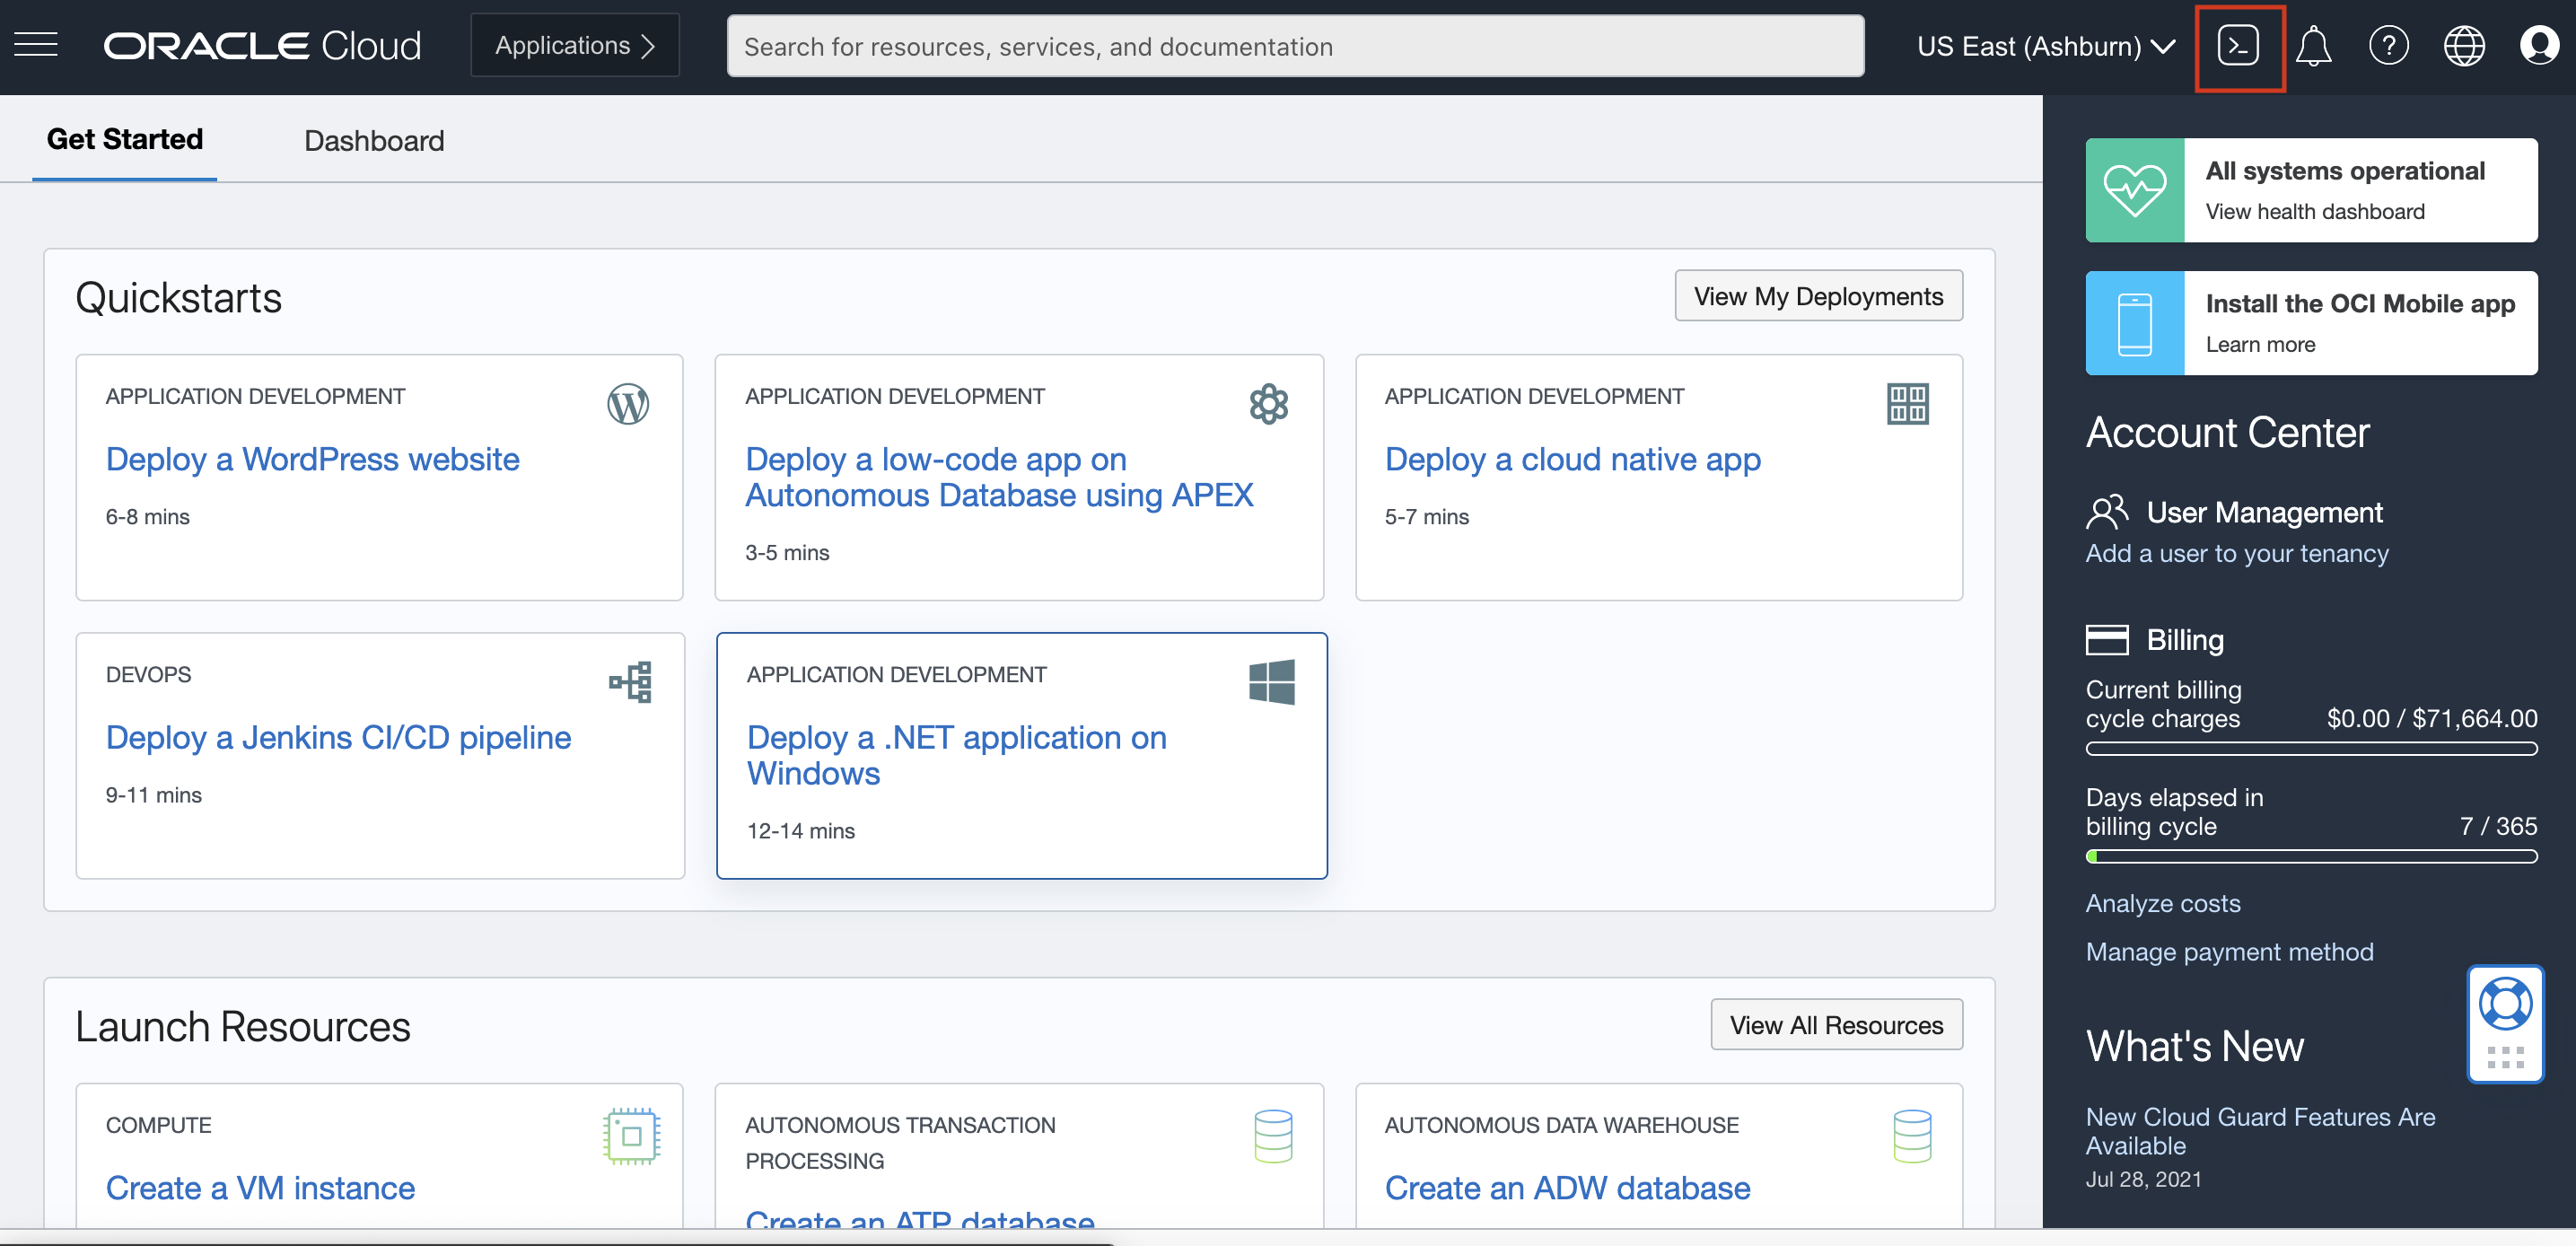 ORACLE Cloud
Applications
Search for resources, services, and documentation
US East (Ashburn)
Get Started
Dashboard
Quickstarts
View My Deployments
APPLICATION DEVELOPMENT
Deploy a WordPress website
6-8 mins
APPLICATION DEVELOPMENT
Deploy a low-code app on
Autonomous Database using APEX
3-5 mins
APPLICATION DEVELOPMENT
Deploy a cloud native app
5-7 mins
DEVOPS
Deploy a Jenkins CI/CD pipeline
9-11 mins
APPLICATION DEVELOPMENT
Deploy a .NET application on
Windows
12-14 mins
Launch Resources
View All Resources
COMPUTE
Create a VM instance
AUTONOMOUS TRANSACTION
PROCESSING
Create an ATP database
AUTONOMOUS DATA WAREHOUSE
Create an ADW database
All systems operational
View health dashboard
Install the OCI Mobile app
Learn more
Account Center
User Management
Add a user to your tenancy
Billing
Current billing
cycle charges $0.00 / $71,664.00
Days elapsed in
billing cycle 7 / 365
Analyze costs
Manage payment method
What's New
New Cloud Guard Features Are
Available
Jul 28, 2021